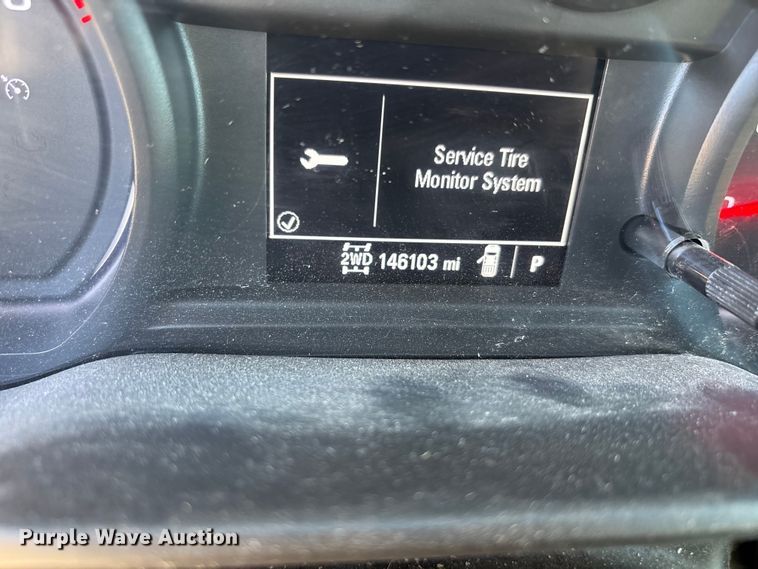 Service Tire
Monitor System
2WD 146103 mi P
Purple Wave Auction